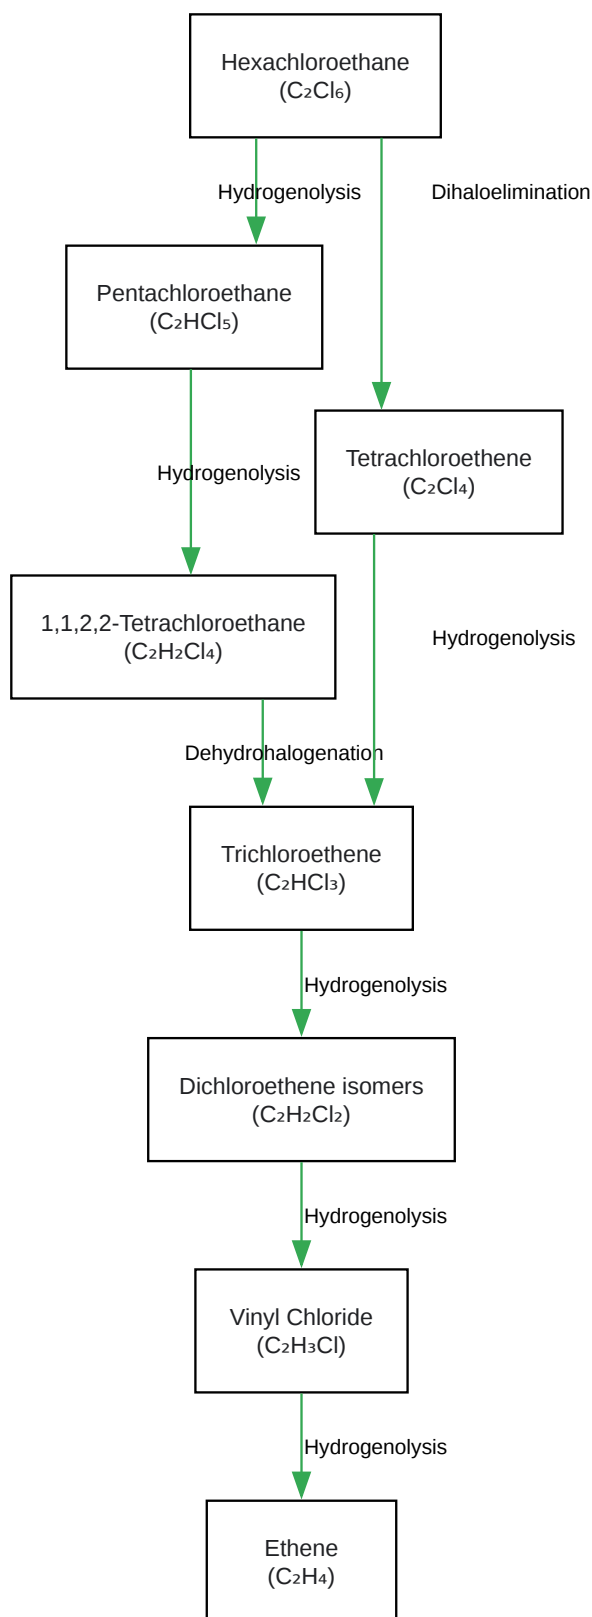 Hexachloroethane
(C₂Cl₆)
Hydrogenolysis
Dihaloelimination
Pentachloroethane
(C₂HCl₅)
Tetrachloroethene
(C₂Cl₄)
Hydrogenolysis
1,1,2,2-Tetrachloroethane
(C₂H₂Cl₄)
Hydrogenolysis
Dehydrohalogenation
Trichloroethene
(C₂HCl₃)
Hydrogenolysis
Dichloroethene isomers
(C₂H₂Cl₂)
Hydrogenolysis
Vinyl Chloride
(C₂H₃Cl)
Hydrogenolysis
Ethene
(C₂H₄)